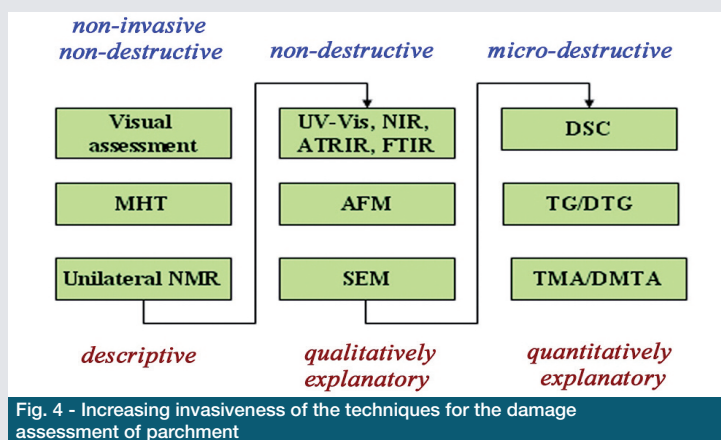 non-invasive
non-destructive
non-destructive
micro-destructive
Visual
assessment
MHT
Unilateral NMR
UV-Vis, NIR,
ATRIR, FTIR
AFM
SEM
DSC
TG/DTG
TMA/DMTA
descriptive
qualitatively
explanatory
quantitatively
explanatory
Fig. 4 - Increasing invasiveness of the techniques for the damage
assessment of parchment